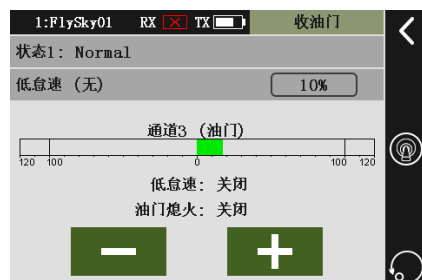 1:FlySky01 RX TX 收油门
状态1: Normal
低怠速 (无) 10%
通道3 (油门)
120 100 0 100 120
低怠速: 关闭
油门熄火: 关闭